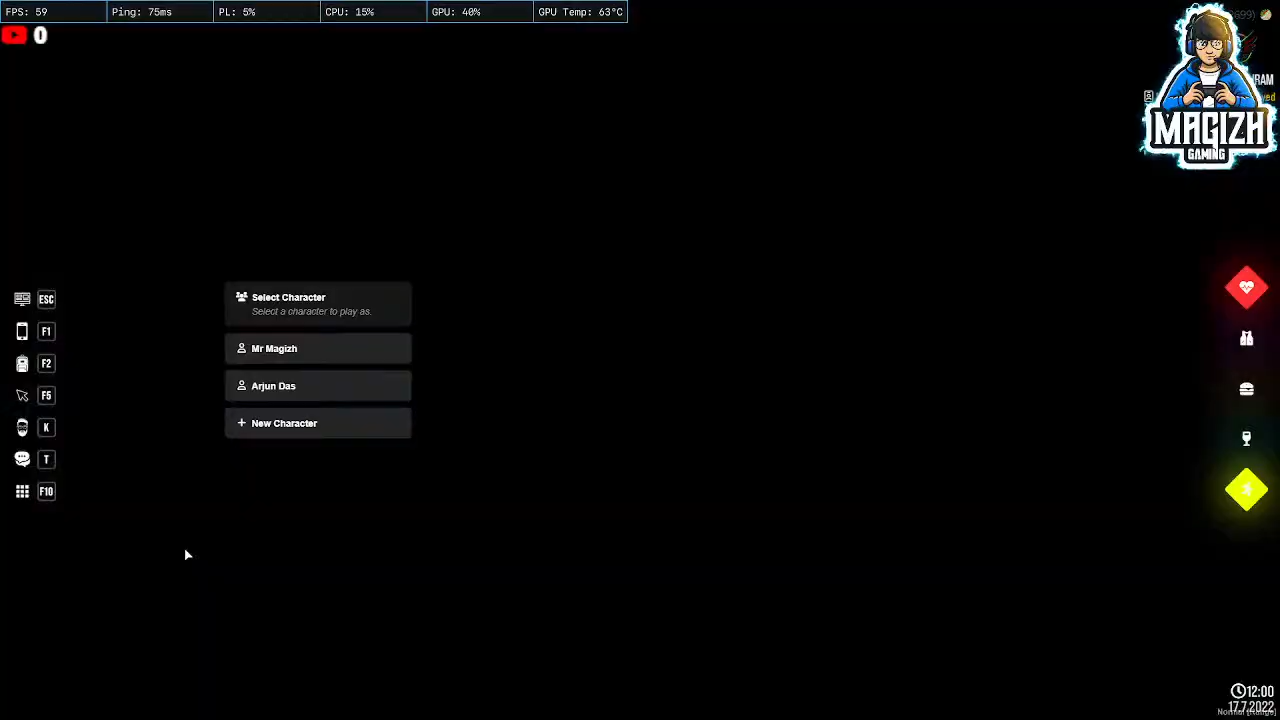 FPS: 59
Ping: 75ms
PL: 5%
CPU: 15%
GPU: 40%
GPU Temp: 63°C
0
MAGIZH
GAMING
ESC
F1
F2
F5
K
T
F10
Select Character
Select a character to play as.
Mr Magizh
Arjun Das
New Character
12:00
17.7.2022